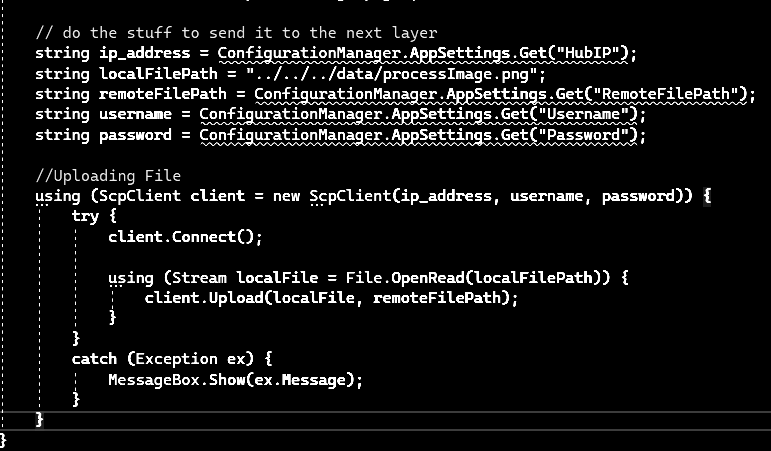 // do the stuff to send it to the next layer
string ip_address = ConfigurationManager.AppSettings.Get("HubIP");
string localFilePath = "../../../data/processImage.png";
string remoteFilePath = ConfigurationManager.AppSettings.Get("RemoteFilePath");
string username = ConfigurationManager.AppSettings.Get("Username");
string password = ConfigurationManager.AppSettings.Get("Password");

//Uploading File
using (ScpClient client = new ScpClient(ip_address, username, password)) {
    try {
        client.Connect();

        using (Stream localFile = File.OpenRead(localFilePath)) {
            client.Upload(localFile, remoteFilePath);
        }
    }
    catch (Exception ex) {
        MessageBox.Show(ex.Message);
    }
}
}